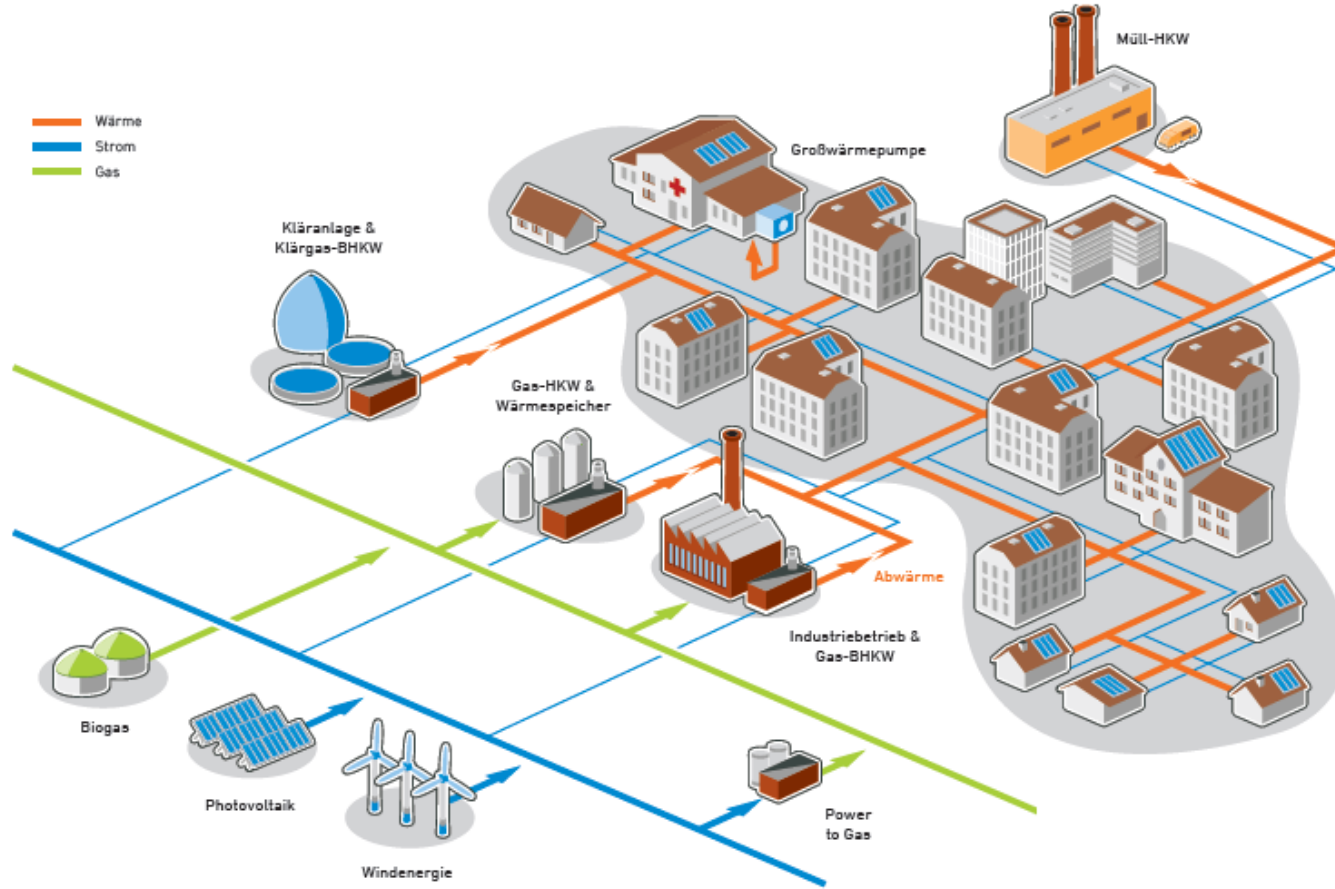 Müll-HKW
Wärme
Strom
Gas
Großwärmepumpe
Kläranlage &
Klärgas-BHKW
Gas-HKW &
Wärmespeicher
Abwärme
Industriebetrieb &
Gas-BHKW
Biogas
Photovoltaik
Windenergie
Power
to Gas